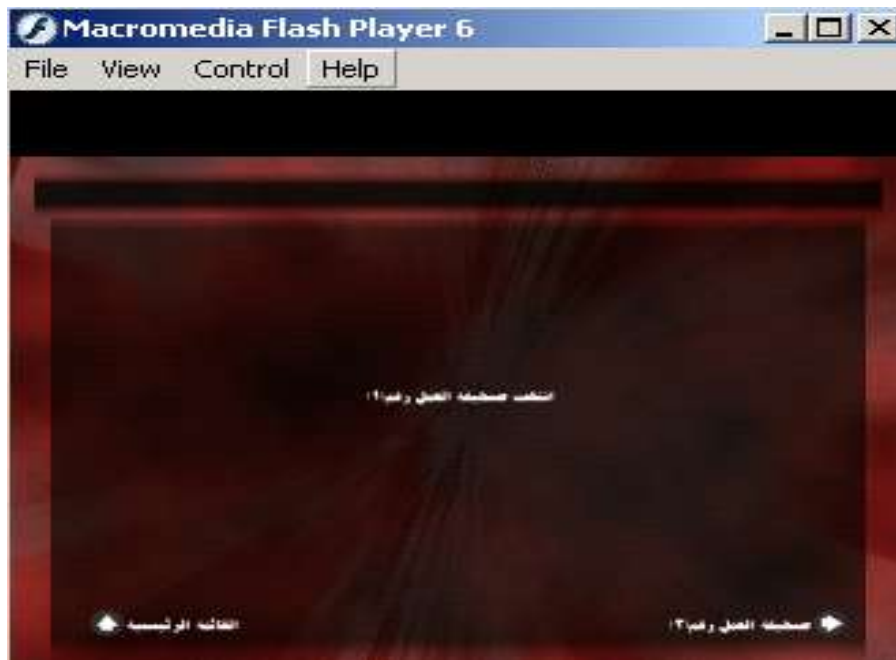 Macromedia Flash Player 6
File View Control Help
انتهت صحيفة العمل رقم(١)
صحيفة العمل رقم(٢)
القائمة الرئيسية